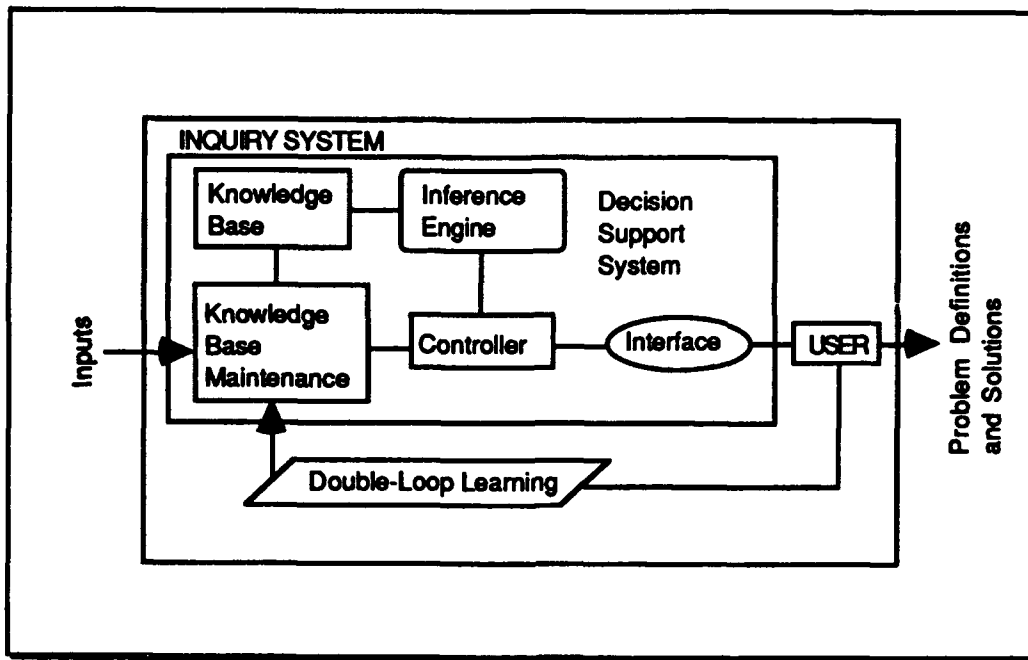 INQUIRY SYSTEM
Knowledge
Base
Inference
Engine
Decision
Support
System
Knowledge
Base
Maintenance
Controller
Interface
USER
Inputs
Problem Definitions
and Solutions
Double-Loop Learning